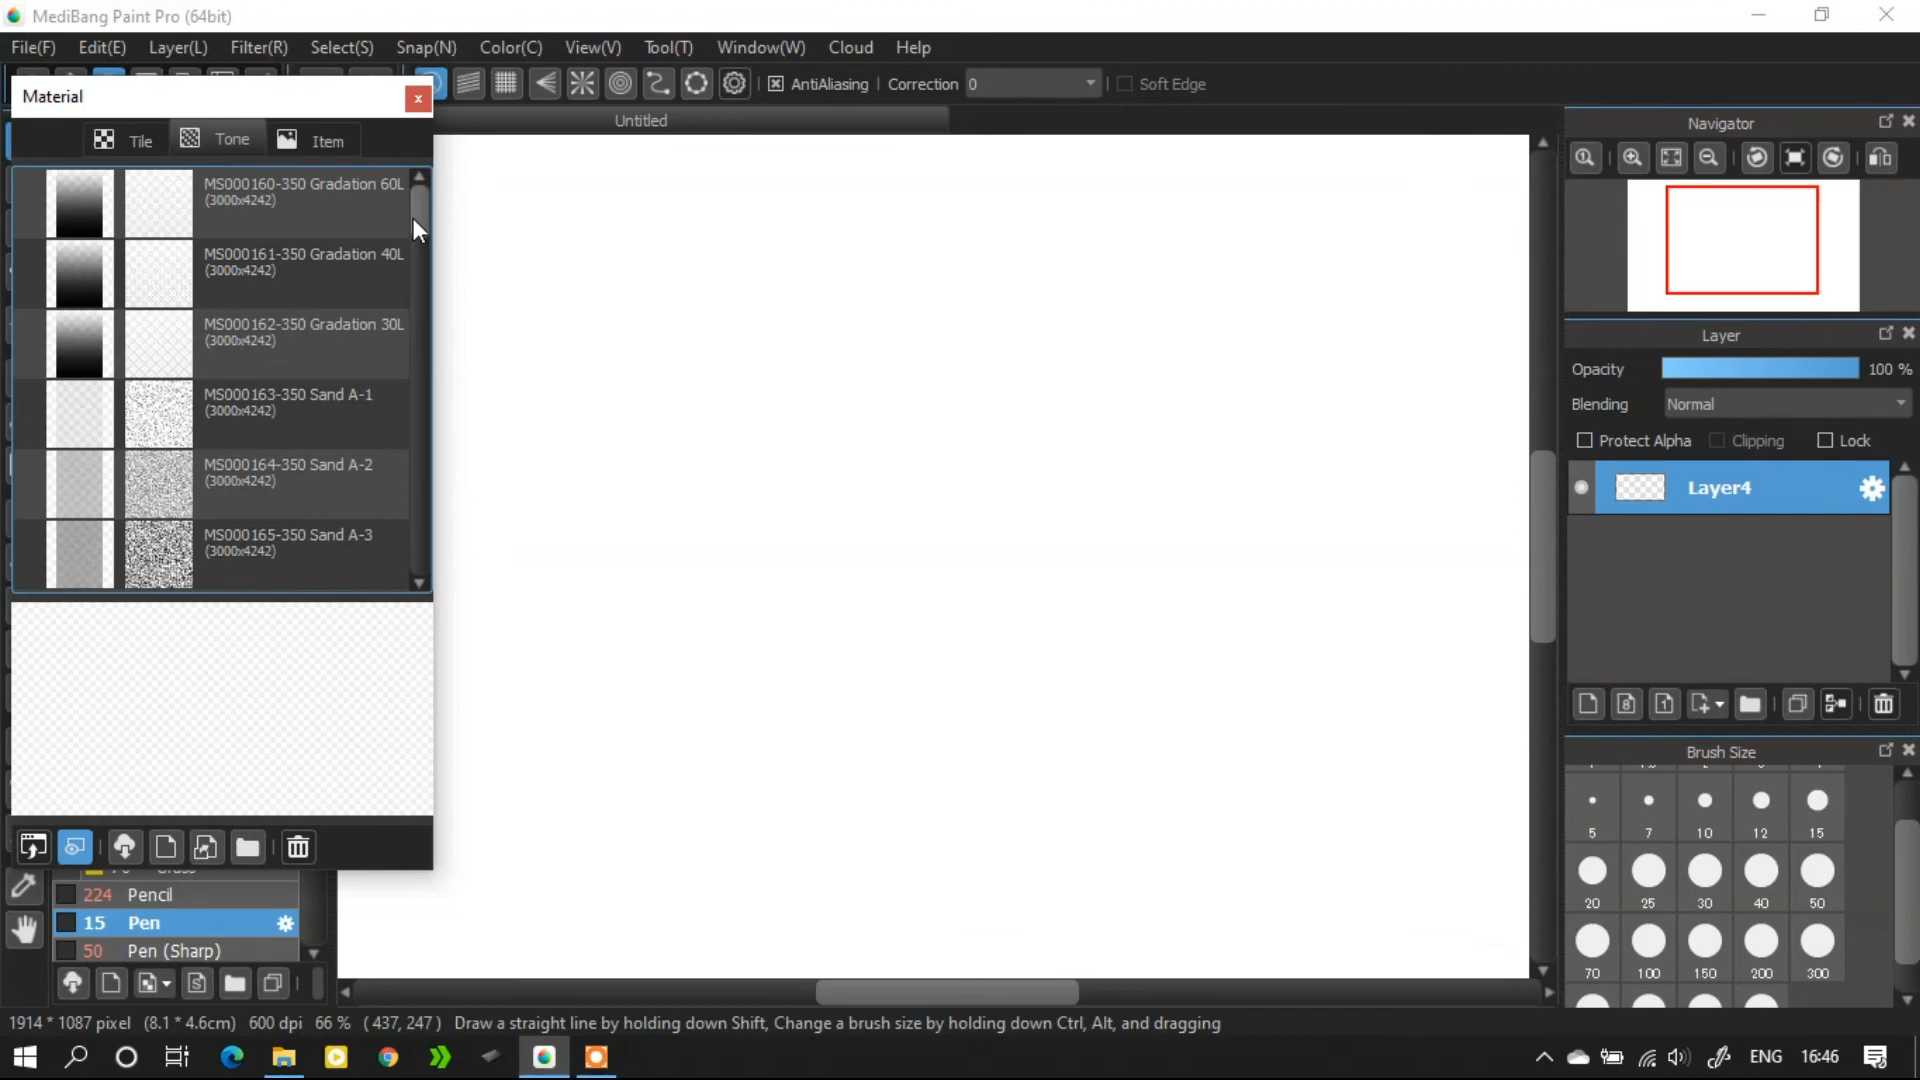 MediBang Paint Pro (64bit)
File(F) Edit(E) Layer(L) Filter(R) Select(S) Snap(N) Color(C) View(V) Tool(T) Window(W) Cloud Help
AntiAliasing Correction 0 Soft Edge
Material x
Tile Tone Item
Untitled
MS000160-350 Gradation 60L
(3000x4242)
MS000161-350 Gradation 40L
(3000x4242)
MS000162-350 Gradation 30L
(3000x4242)
MS000163-350 Sand A-1
(3000x4242)
MS000164-350 Sand A-2
(3000x4242)
MS000165-350 Sand A-3
(3000x4242)
224 Pencil
15 Pen
50 Pen (Sharp)
Navigator
Layer
Opacity 100 %
Blending Normal
Protect Alpha Clipping Lock
Layer4
8 1
Brush Size
5 7 10 12 15
20 25 30 40 50
70 100 150 200 300
1914 * 1087 pixel (8.1 * 4.6cm) 600 dpi 66 % ( 437, 247 ) Draw a straight line by holding down Shift, Change a brush size by holding down Ctrl, Alt, and dragging
ENG 16:46